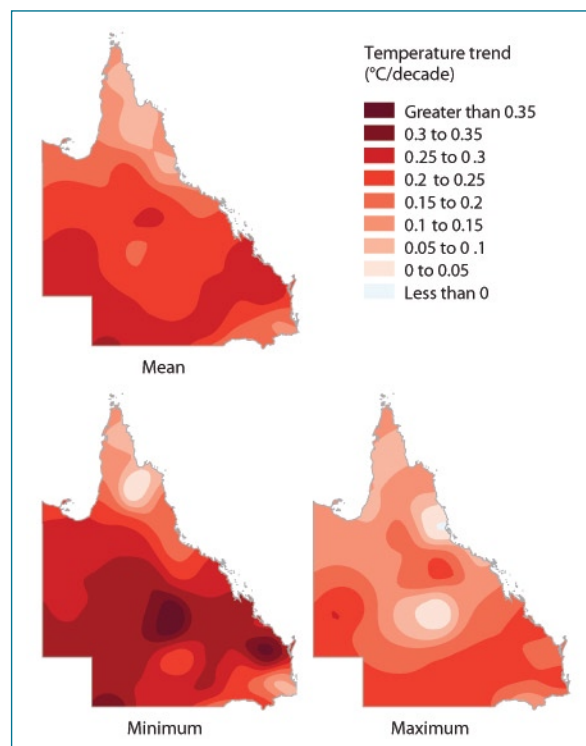 Temperature trend
(°C/decade)
Greater than 0.35
0.3 to 0.35
0.25 to 0.3
0.2 to 0.25
0.15 to 0.2
0.1 to 0.15
0.05 to 0 .1
0 to 0.05
Less than 0
Mean
Minimum
Maximum